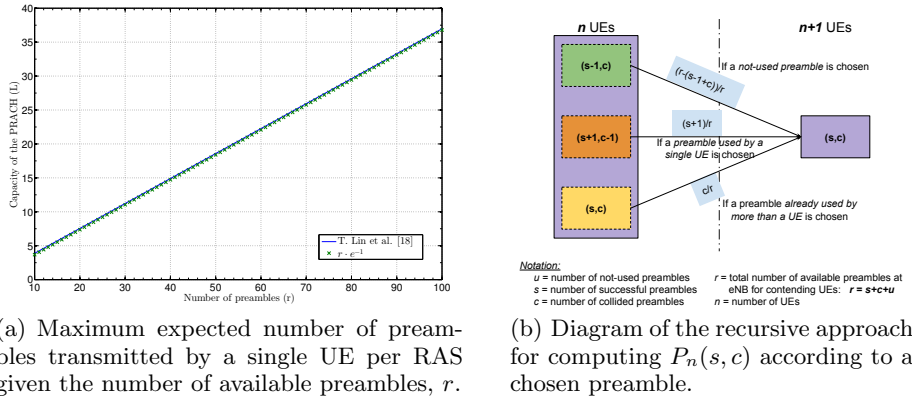 40
35
30
25
20
15
10
5
0
Capacity of the PRACH (L)
10 20 30 40 50 60 70 80 90 100
Number of preambles (r)
T. Lin et al. [18]
r · e⁻¹
(a) Maximum expected number of pream-
bles transmitted by a single UE per RAS
given the number of available preambles, r.
n UEs
n+1 UEs
(s-1,c)
(r-(s-1+c))/r
If a not-used preamble is chosen
(s+1,c-1)
(s+1)/r
If a preamble used by a
single UE is chosen
(s,c)
(s,c)
c/r
If a preamble already used by
more than a UE is chosen
Notation:
u = number of not-used preambles
s = number of successful preambles
c = number of collided preambles
r = total number of available preambles at
eNB for contending UEs: r = s+c+u
n = number of UEs
(b) Diagram of the recursive approach
for computing Pₙ(s, c) according to a
chosen preamble.